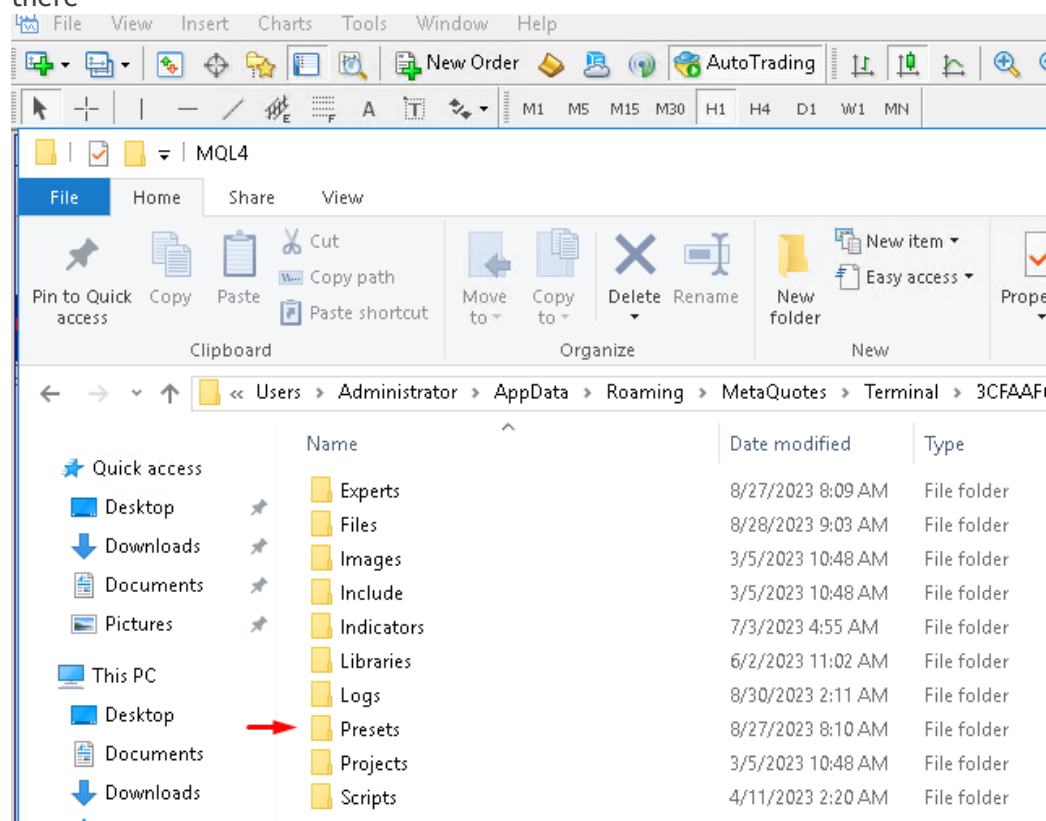 there
File View Insert Charts Tools Window Help
New Order AutoTrading
A T E F M1 M5 M15 M30 H1 H4 D1 W1 MN
MQL4
File Home Share View
Pin to Quick access
Copy
Paste
Cut
Copy path
Paste shortcut
Move to
Copy to
Delete
Rename
New folder
New item
Easy access
Prope
Clipboard Organize New
« Users > Administrator > AppData > Roaming > MetaQuotes > Terminal > 3CFAAF
Name Date modified Type
Quick access
Desktop
Downloads
Documents
Pictures
This PC
Desktop
Documents
Downloads
Experts 8/27/2023 8:09 AM File folder
Files 8/28/2023 9:03 AM File folder
Images 3/5/2023 10:48 AM File folder
Include 3/5/2023 10:48 AM File folder
Indicators 7/3/2023 4:55 AM File folder
Libraries 6/2/2023 11:02 AM File folder
Logs 8/30/2023 2:11 AM File folder
Presets 8/27/2023 8:10 AM File folder
Projects 3/5/2023 10:48 AM File folder
Scripts 4/11/2023 2:20 AM File folder